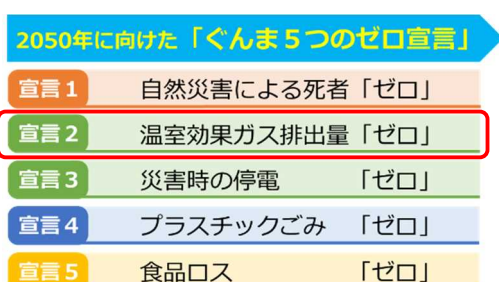 2050年に向けた「ぐんま５つのゼロ宣言」
宣言１ 自然災害による死者「ゼロ」
宣言２ 温室効果ガス排出量「ゼロ」
宣言３ 災害時の停電 「ゼロ」
宣言４ プラスチックごみ 「ゼロ」
宣言５ 食品ロス 「ゼロ」